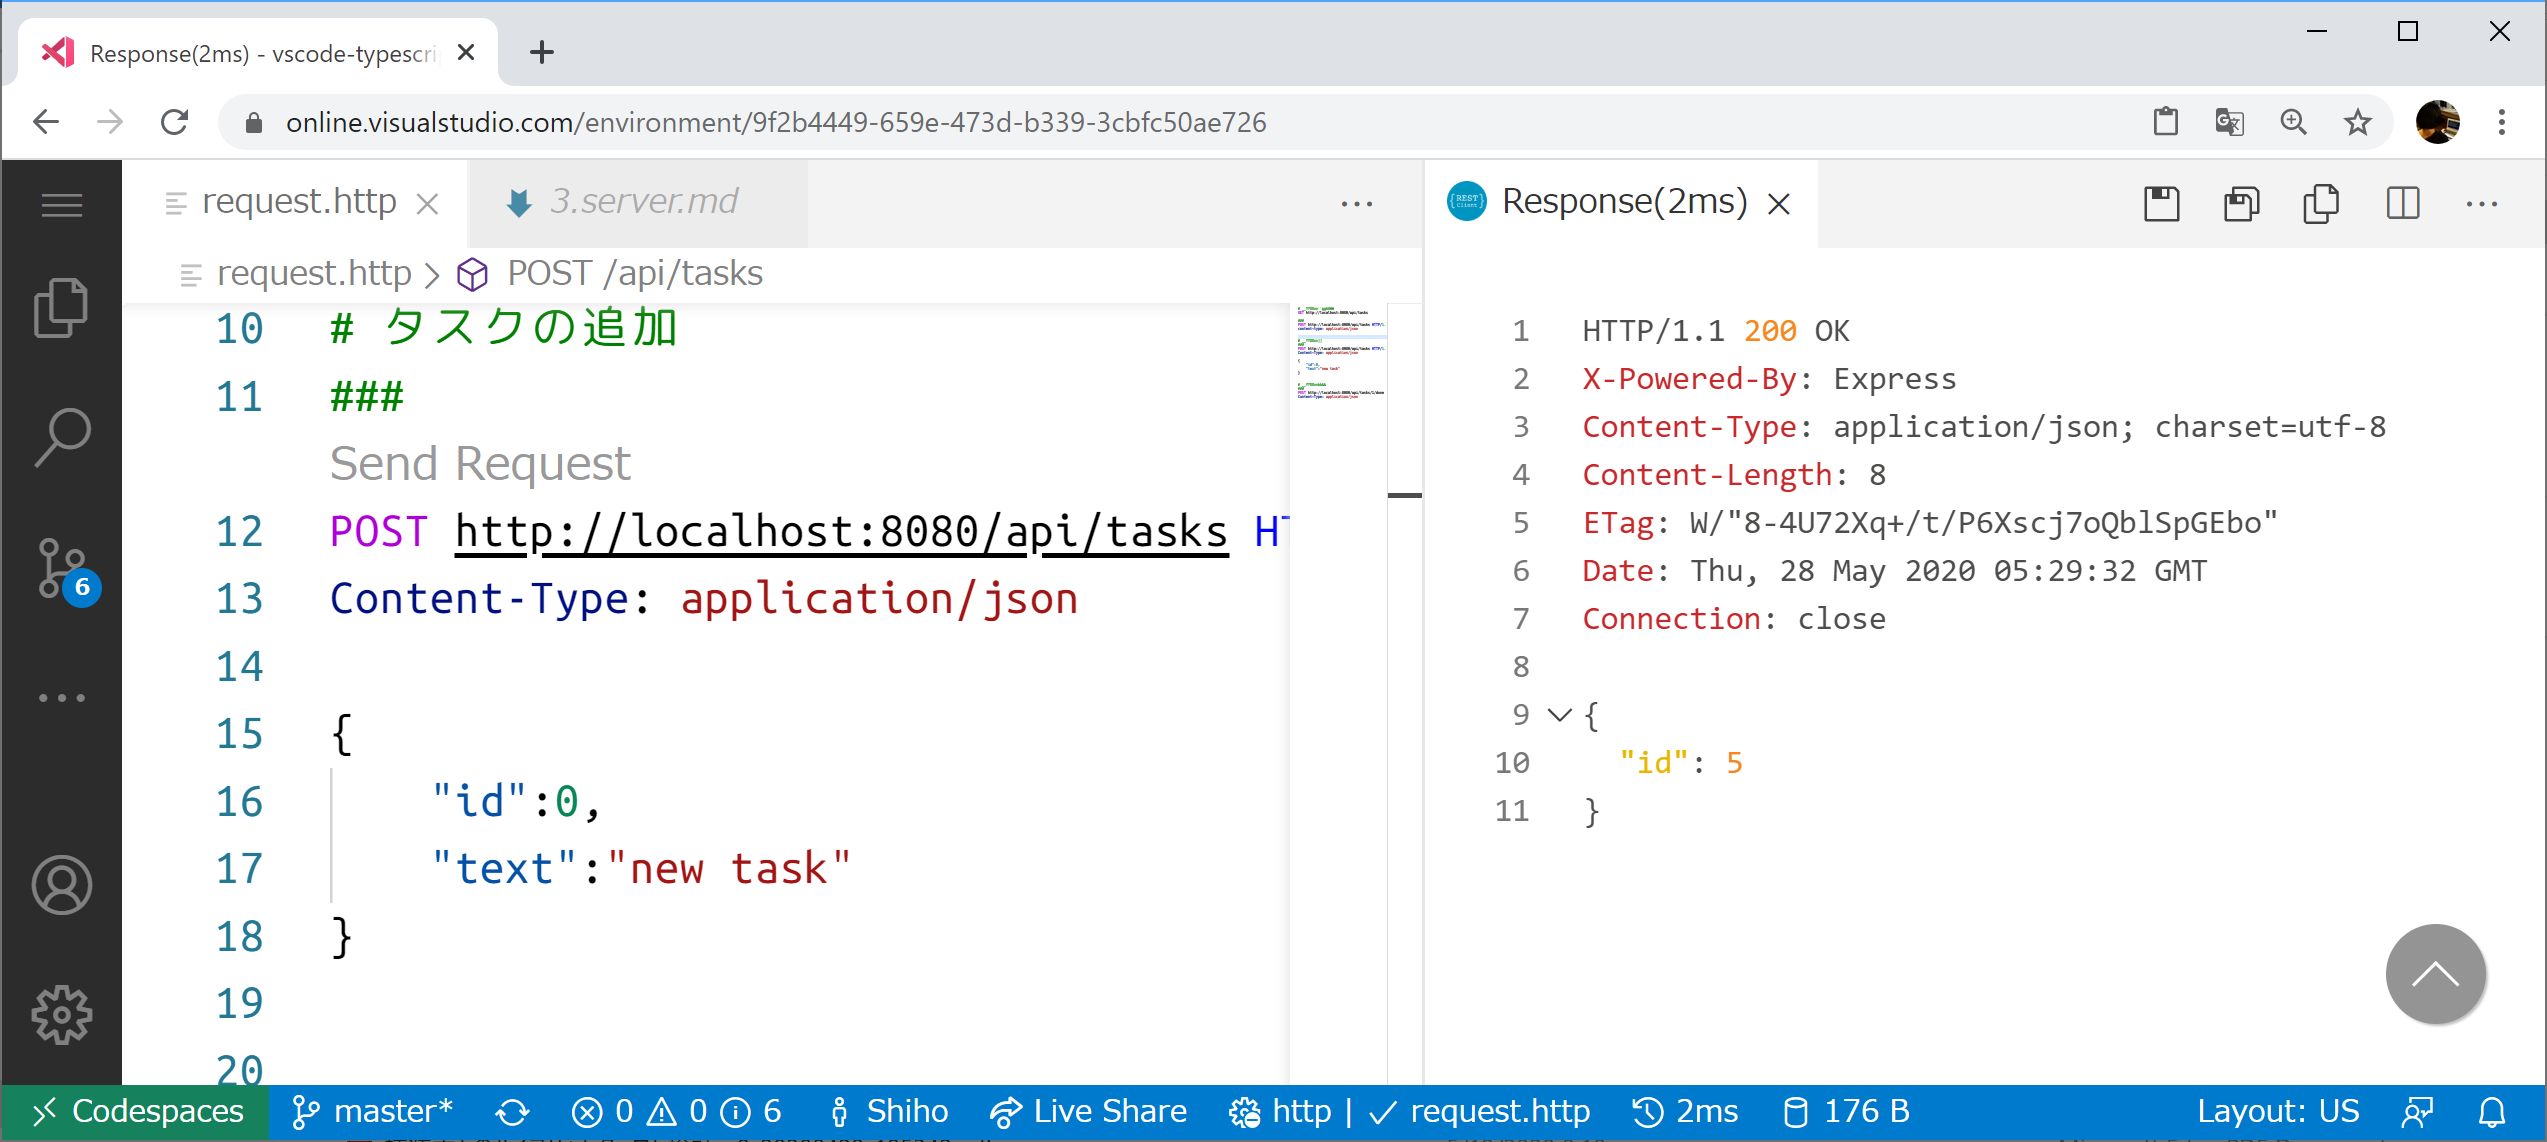 Response(2ms) - vscode-typescri
online.visualstudio.com/environment/9f2b4449-659e-473d-b339-3cbfc50ae726
request.http
3.server.md
request.http > POST /api/tasks
10 # タスクの追加
11 ###
Send Request
12 POST http://localhost:8080/api/tasks HT
13 Content-Type: application/json
14
15 {
16 "id":0,
17 "text":"new task"
18 }
19
20
6
{REST}
Client
Response(2ms)
1 HTTP/1.1 200 OK
2 X-Powered-By: Express
3 Content-Type: application/json; charset=utf-8
4 Content-Length: 8
5 ETag: W/"8-4U72Xq+/t/P6Xscj7oQblSpGEbo"
6 Date: Thu, 28 May 2020 05:29:32 GMT
7 Connection: close
8
9 {
10 "id": 5
11 }
Codespaces master* 0 0 6 Shiho Live Share http | request.http 2ms 176 B Layout: US